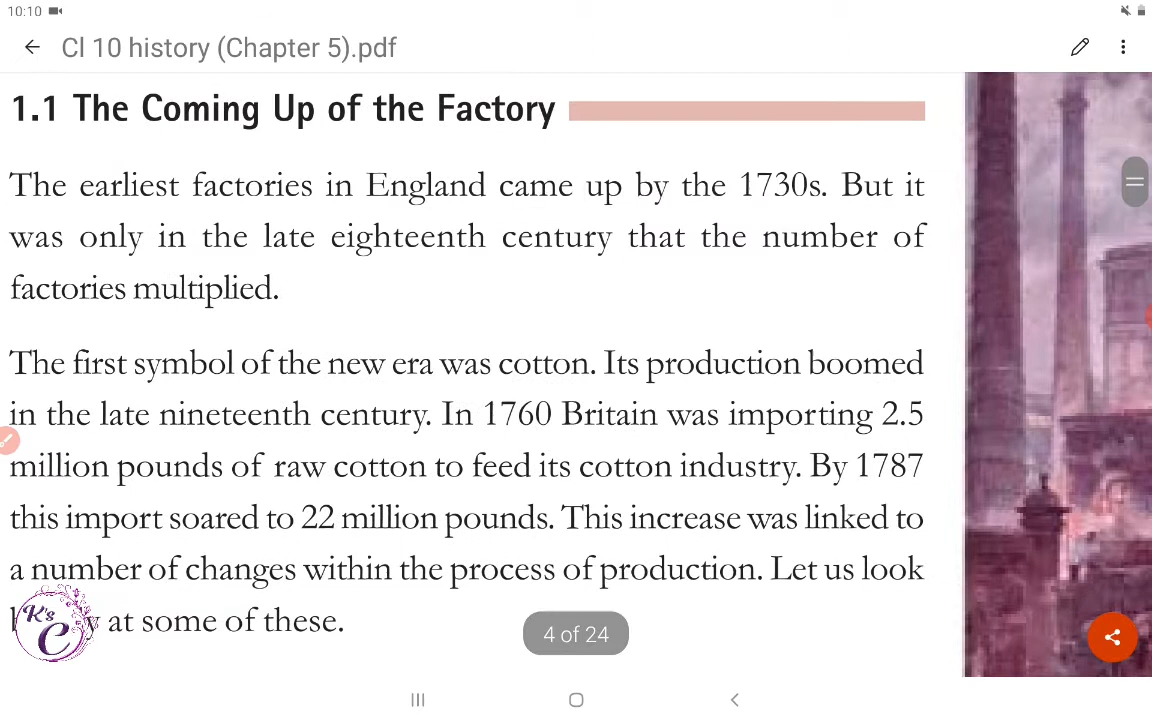 10:10
Cl 10 history (Chapter 5).pdf
1.1 The Coming Up of the Factory
The earliest factories in England came up by the 1730s. But it
was only in the late eighteenth century that the number of
factories multiplied.
The first symbol of the new era was cotton. Its production boomed
in the late nineteenth century. In 1760 Britain was importing 2.5
million pounds of raw cotton to feed its cotton industry. By 1787
this import soared to 22 million pounds. This increase was linked to
a number of changes within the process of production. Let us look
at some of these.
K's
C
4 of 24